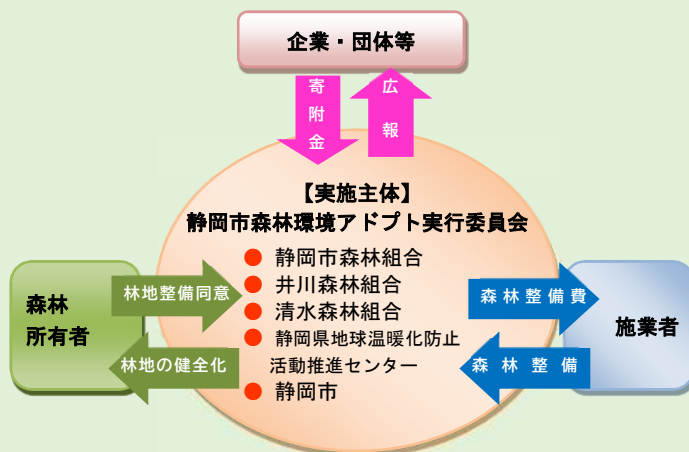 企業・団体等
寄附金
広報
【実施主体】
静岡市森林環境アドプト実行委員会
● 静岡市森林組合
● 井川森林組合
● 清水森林組合
● 静岡県地球温暖化防止
活動推進センター
● 静岡市
森林
所有者
林地整備同意
林地の健全化
森林整備費
森林整備
施業者